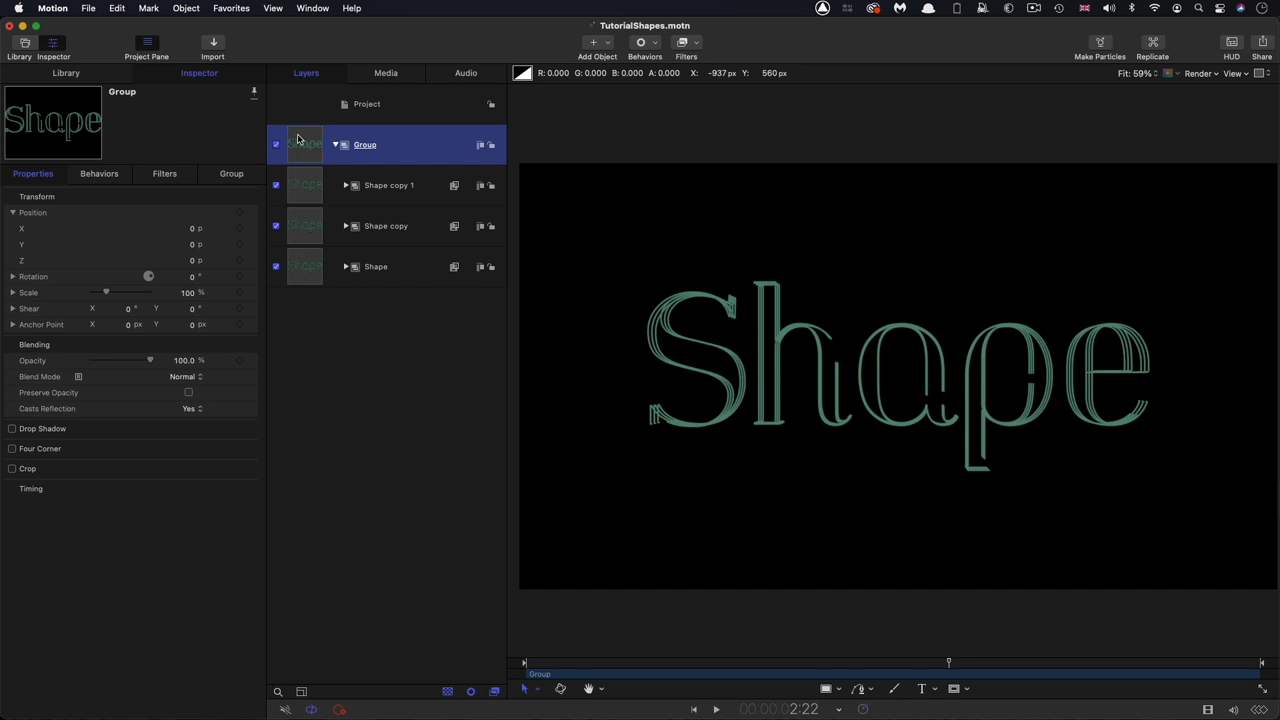 Motion File Edit Mark Object Favorites View Window Help
TutorialShapes.motn
Library Inspector Project Pane Import Add Object Behaviors Filters Make Particles Replicate HUD Share
Library Inspector Layers Media Audio R: 0.000 G: 0.000 B: 0.000 A: 0.000 X: -937 px Y: 560 px Fit: 59% Render View
Group
Project
Shape
Group
Properties Behaviors Filters Group
Shape copy 1
Transform
Position
X 0 p
Shape copy
Y 0 p
Z 0 p
Shape
Rotation 0 °
Scale 100 %
Shear X 0 ° Y 0 °
Anchor Point X 0 px Y 0 px
Blending
Opacity 100.0 %
Blend Mode R Normal
Preserve Opacity
Casts Reflection Yes
Drop Shadow
Four Corner
Crop
Timing
Shape
Group
T
00:00:02:22